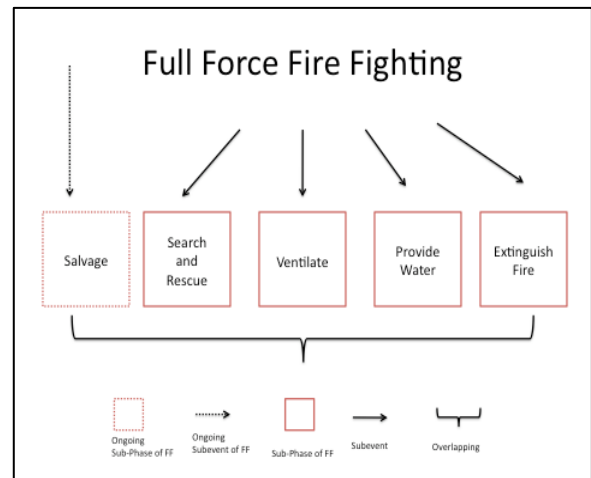 Full Force Fire Fighting
Salvage
Search
and
Rescue
Ventilate
Provide
Water
Extinguish
Fire
Ongoing
Sub-Phase of FF
Ongoing
Subevent of FF
Sub-Phase of FF
Subevent
Overlapping